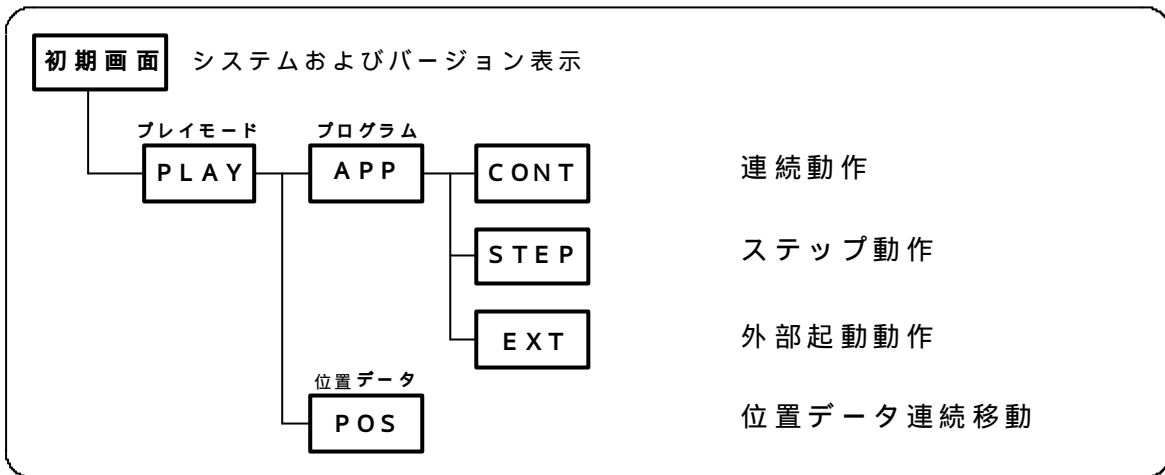 初期画面 システムおよびバージョン表示
プレイモード プログラム
PLAY APP CONT 連続動作
STEP ステップ動作
EXT 外部起動動作
位置データ
POS 位置データ連続移動